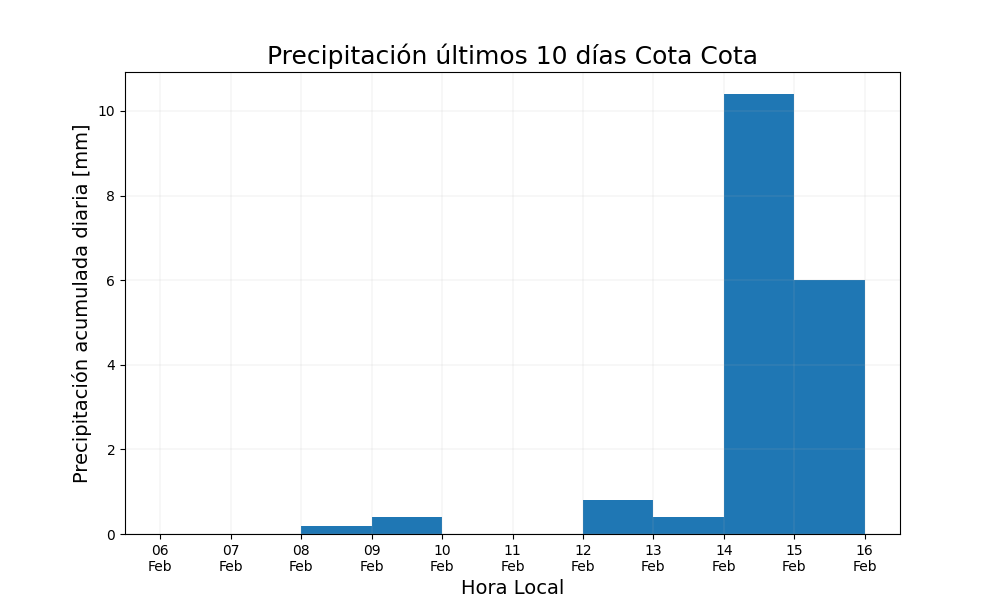 Precipitación últimos 10 días Cota Cota
Precipitación acumulada diaria [mm]
10
8
6
4
2
0
06 07 08 09 10 11 12 13 14 15 16
Feb Feb Feb Feb Feb Feb Feb Feb Feb Feb Feb
Hora Local